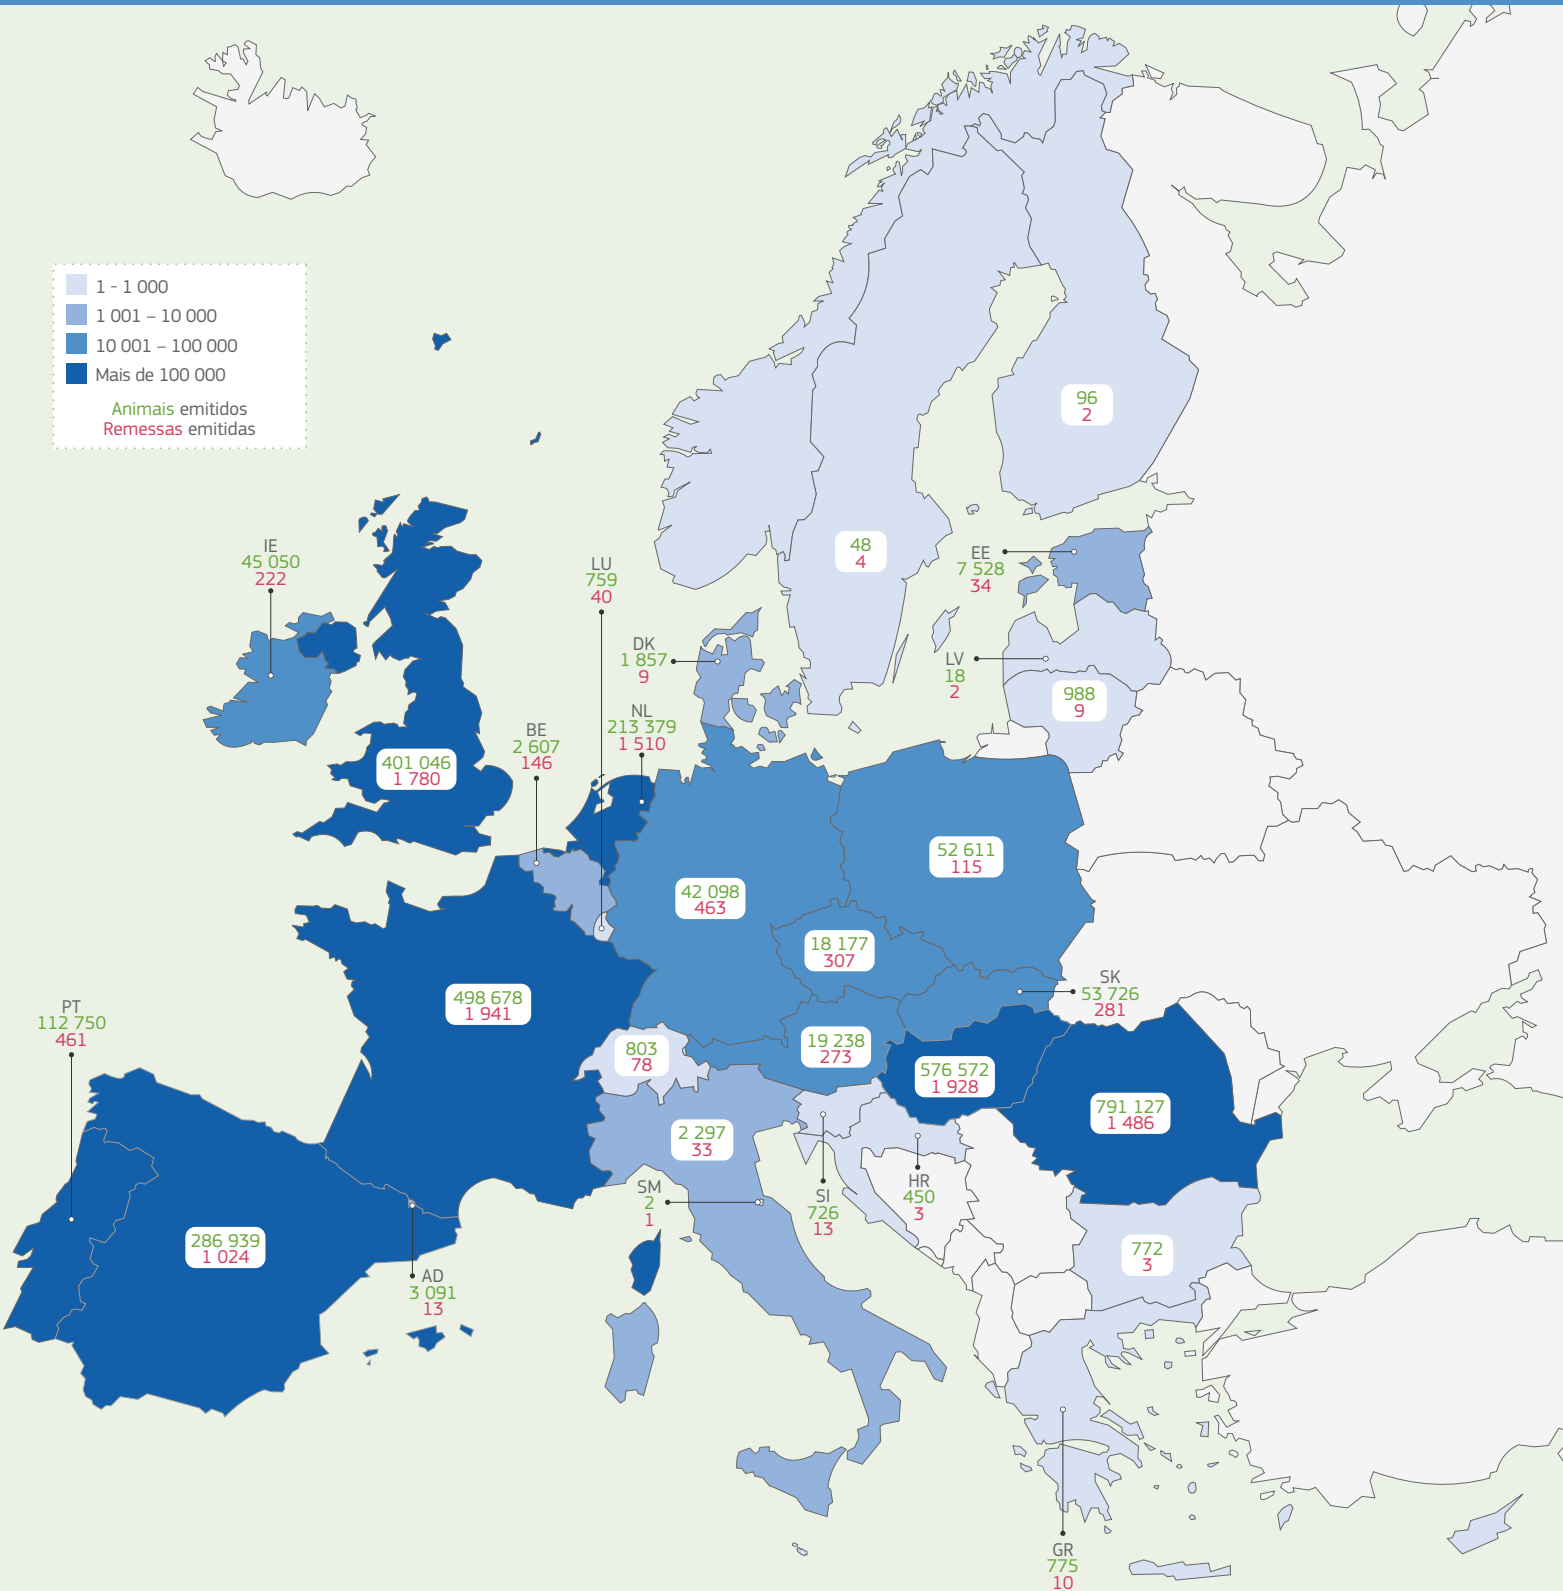 1 - 1 000
1 001 – 10 000
10 001 – 100 000
Mais de 100 000
Animais emitidos
Remessas emitidas
96
2
48
4
EE
7 528
34
IE
45 050
222
LU
759
40
DK
1 857
9
LV
18
2
988
9
NL
213 379
1 510
BE
2 607
146
401 046
1 780
52 611
115
42 098
463
18 177
307
SK
53 726
281
498 678
1 941
PT
112 750
461
803
78
19 238
273
576 572
1 928
791 127
1 486
2 297
33
SM
2
1
SI
726
13
HR
450
3
286 939
1 024
772
3
AD
3 091
13
GR
775
10